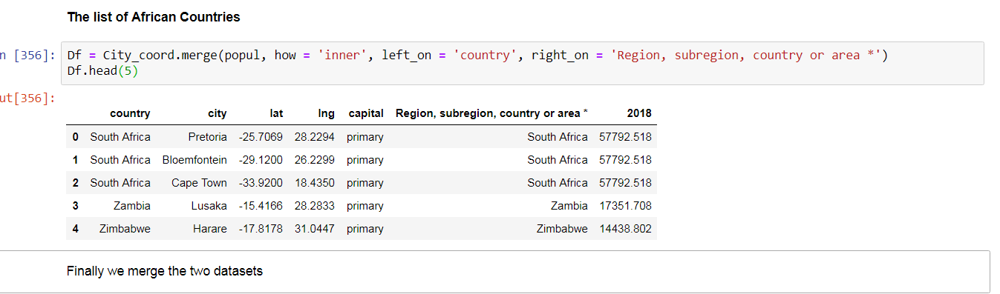 The list of African Countries
n [356]: Df = City_coord.merge(popul, how = 'inner', left_on = 'country', right_on = 'Region, subregion, country or area *')
Df.head(5)
ut[356]:
country city lat lng capital Region, subregion, country or area * 2018
0 South Africa Pretoria -25.7069 28.2294 primary South Africa 57792.518
1 South Africa Bloemfontein -29.1200 26.2299 primary South Africa 57792.518
2 South Africa Cape Town -33.9200 18.4350 primary South Africa 57792.518
3 Zambia Lusaka -15.4166 28.2833 primary Zambia 17351.708
4 Zimbabwe Harare -17.8178 31.0447 primary Zimbabwe 14438.802
Finally we merge the two datasets